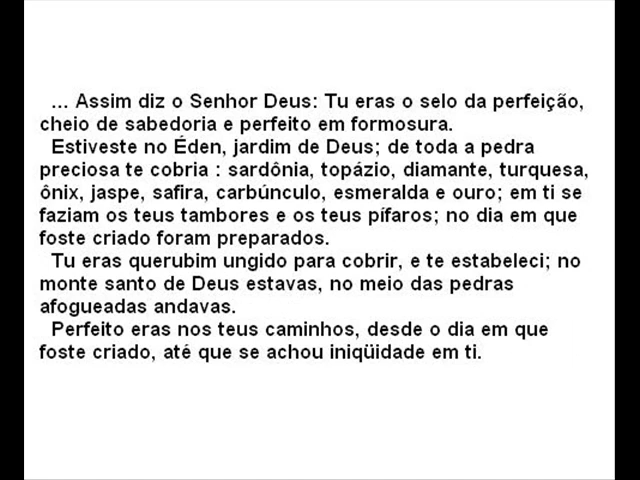 ... Assim diz o Senhor Deus: Tu eras o selo da perfeição,
cheio de sabedoria e perfeito em formosura.
Estiveste no Éden, jardim de Deus; de toda a pedra
preciosa te cobria : sardônia, topázio, diamante, turquesa,
ônix, jaspe, safira, carbúnculo, esmeralda e ouro; em ti se
faziam os teus tambores e os teus pífaros; no dia em que
foste criado foram preparados.
Tu eras querubim ungido para cobrir, e te estabeleci; no
monte santo de Deus estavas, no meio das pedras
afogueadas andavas.
Perfeito eras nos teus caminhos, desde o dia em que
foste criado, até que se achou iniqüidade em ti.